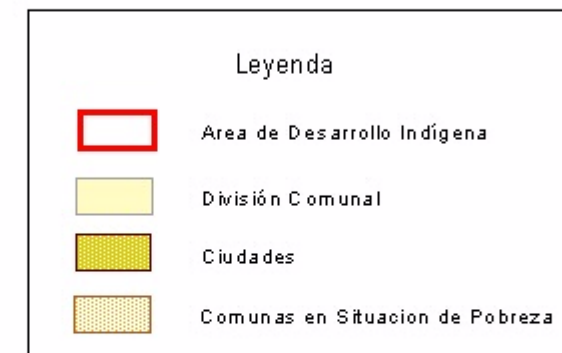 Leyenda
Area de Desarrollo Indígena
División Comunal
Ciudades
Comunas en Situacion de Pobreza